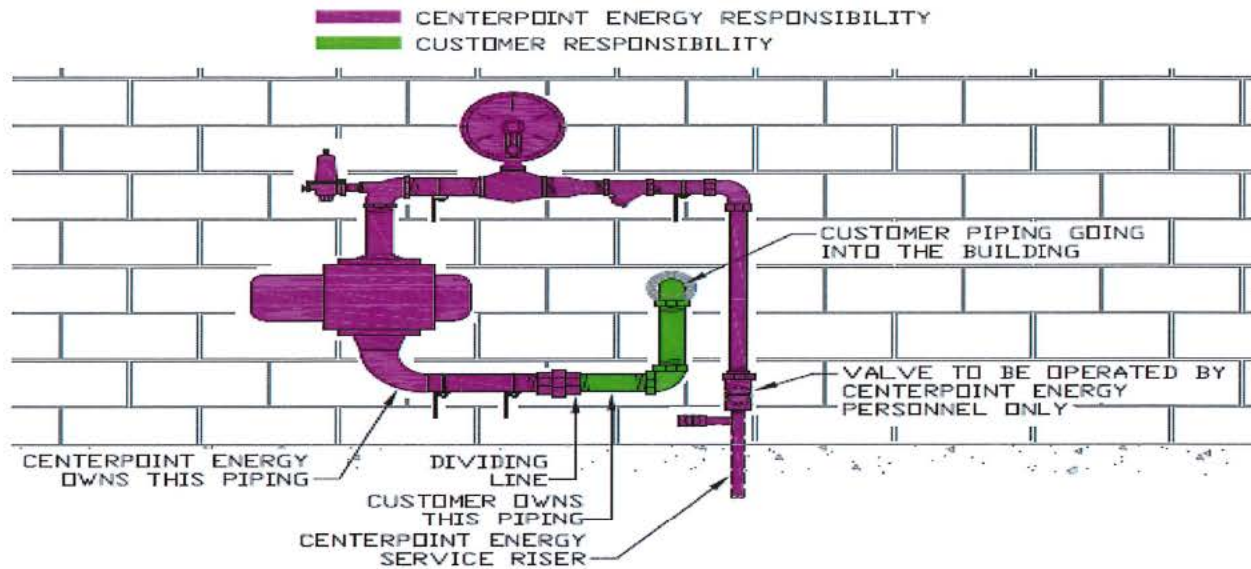 CENTERPOINT ENERGY RESPONSIBILITY
CUSTOMER RESPONSIBILITY
CUSTOMER PIPING GOING
INTO THE BUILDING
VALVE TO BE OPERATED BY
CENTERPOINT ENERGY
PERSONNEL ONLY
CENTERPOINT ENERGY
OWNS THIS PIPING
DIVIDING
LINE
CUSTOMER OWNS
THIS PIPING
CENTERPOINT ENERGY
SERVICE RISER